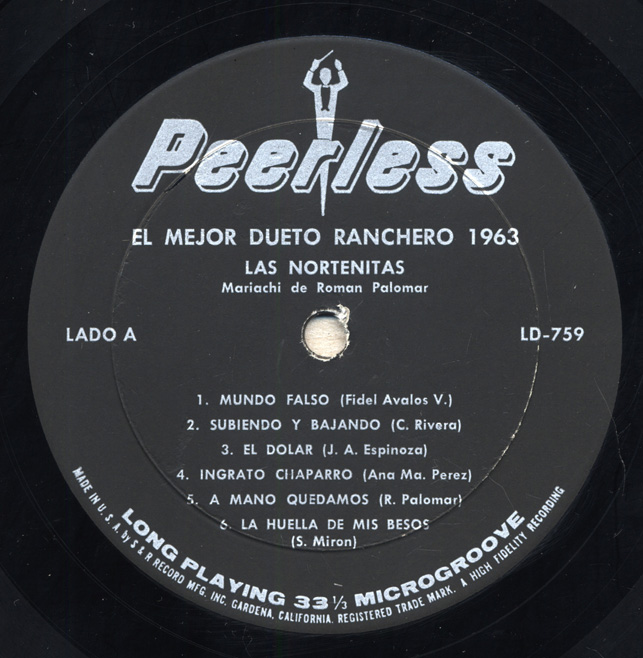 Peerless
EL MEJOR DUETO RANCHERO 1963
LAS NORTENITAS
Mariachi de Roman Palomar
LADO A
LD-759
1. MUNDO FALSO (Fidel Avalos V.)
2. SUBIENDO Y BAJANDO (C. Rivera)
3. EL DOLAR (J. A. Espinoza)
4. INGRATO CHAPARRO (Ana Ma. Perez)
5. A MANO QUEDAMOS (R. Palomar)
6. LA HUELLA DE MIS BESOS
(S. Miron)
LONG PLAYING 33 1/3 MICROGROOVE
MADE IN U.S.A. by S & R RECORD MFG. INC. GARDENA, CALIFORNIA. REGISTERED TRADE MARK. A HIGH FIDELITY RECORDING